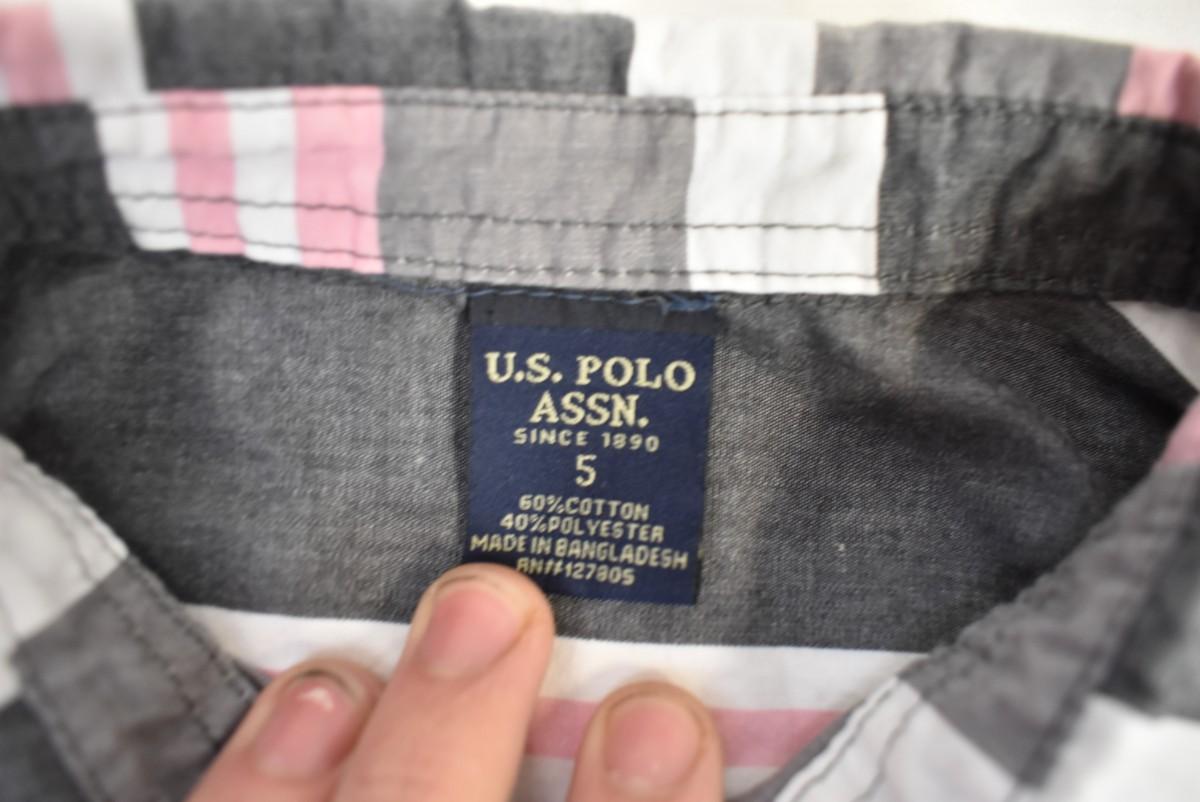 U.S. POLO
ASSN.
SINCE 1890
5
60%COTTON
40%POLYESTER
MADE IN BANGLADESH
RN#127805